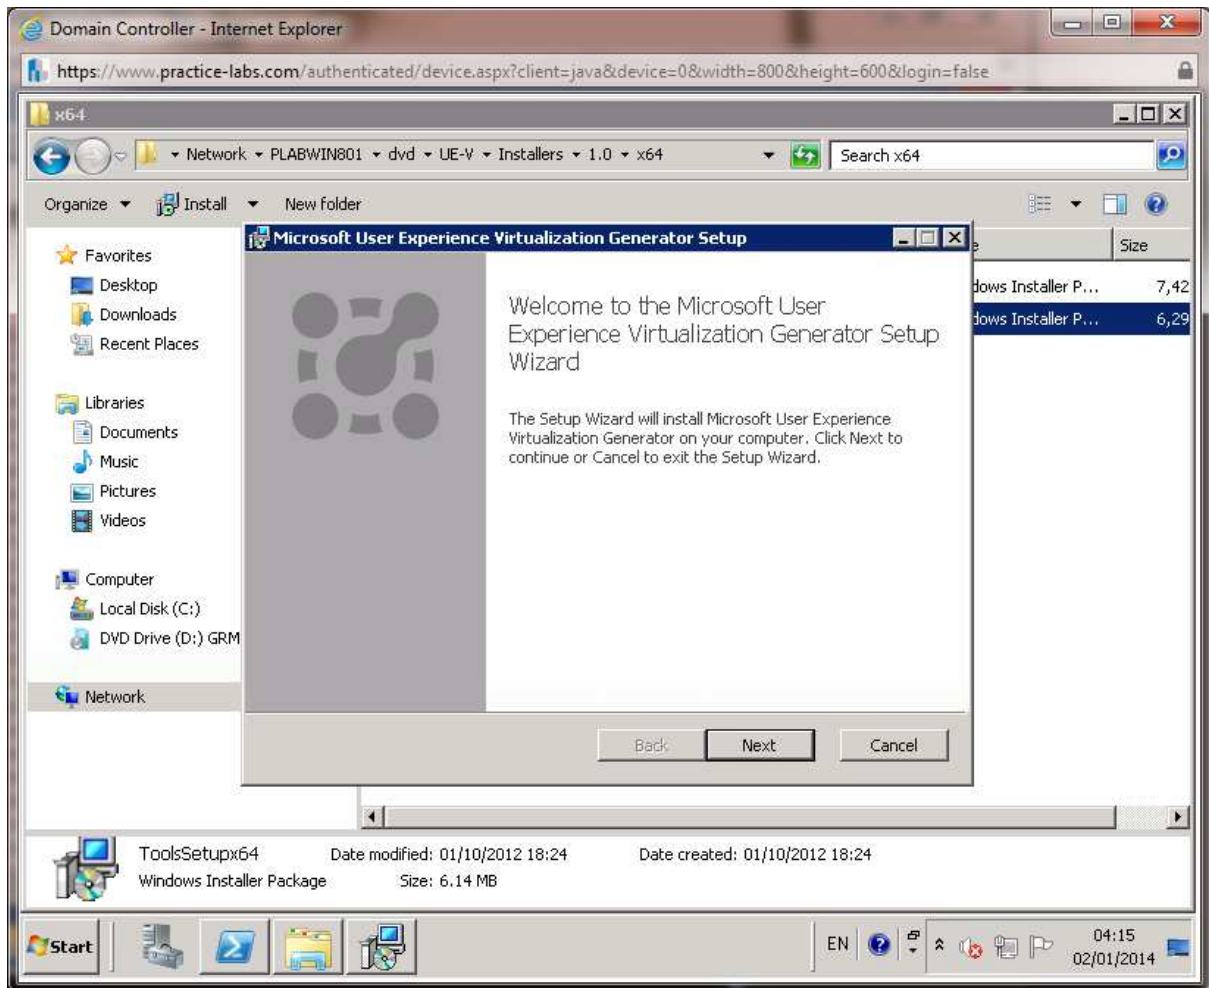 Domain Controller - Internet Explorer
https://www.practice-labs.com/authenticated/device.aspx?client=java&device=0&width=800&height=600&login=false
x64
Network PLABWIN801 dvd UE-V Installers 1.0 x64
Search x64
Organize Install New folder
Microsoft User Experience Virtualization Generator Setup
Size
Favorites
Desktop
Downloads
Recent Places
Libraries
Documents
Music
Pictures
Videos
Computer
Local Disk (C:)
DVD Drive (D:) GRM
Network
dows Installer P... 7,42
dows Installer P... 6,29
Welcome to the Microsoft User
Experience Virtualization Generator Setup
Wizard
The Setup Wizard will install Microsoft User Experience
Virtualization Generator on your computer. Click Next to
continue or Cancel to exit the Setup Wizard.
Back Next Cancel
ToolsSetupx64 Date modified: 01/10/2012 18:24 Date created: 01/10/2012 18:24
Windows Installer Package Size: 6.14 MB
Start
EN
04:15
02/01/2014